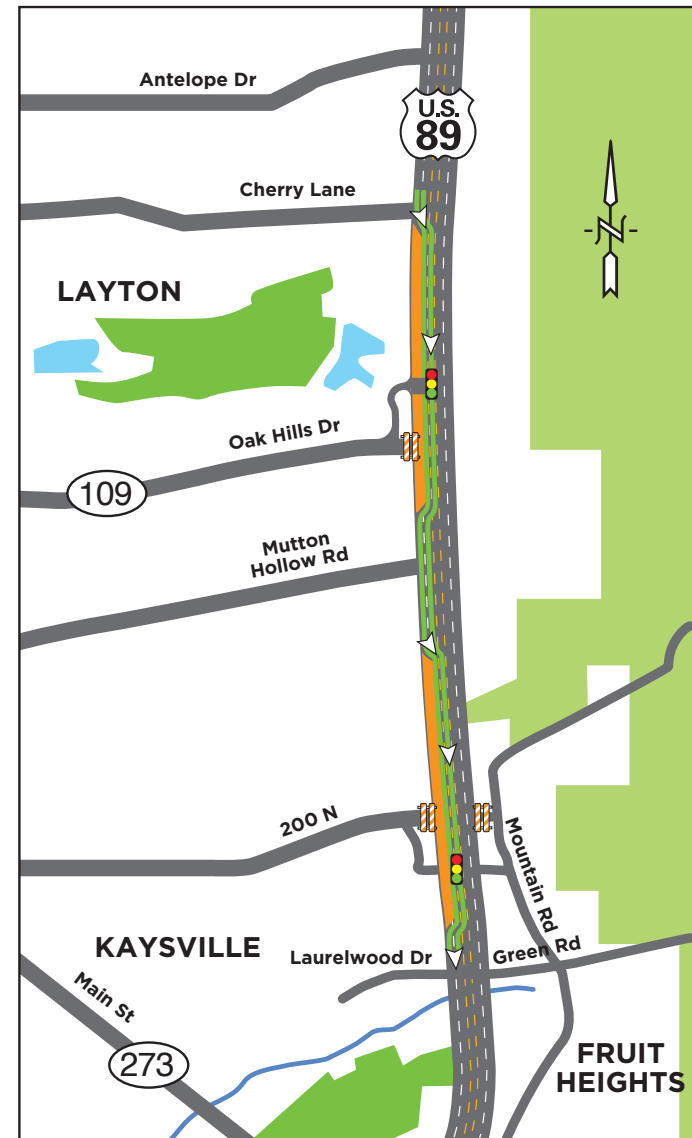 Antelope Dr
U.S.
89
Cherry Lane
N
LAYTON
Oak Hills Dr
109
Mutton
Hollow Rd
200 N
Mountain Rd
KAYSVILLE
Laurelwood Dr
Green Rd
Main St
273
FRUIT
HEIGHTS